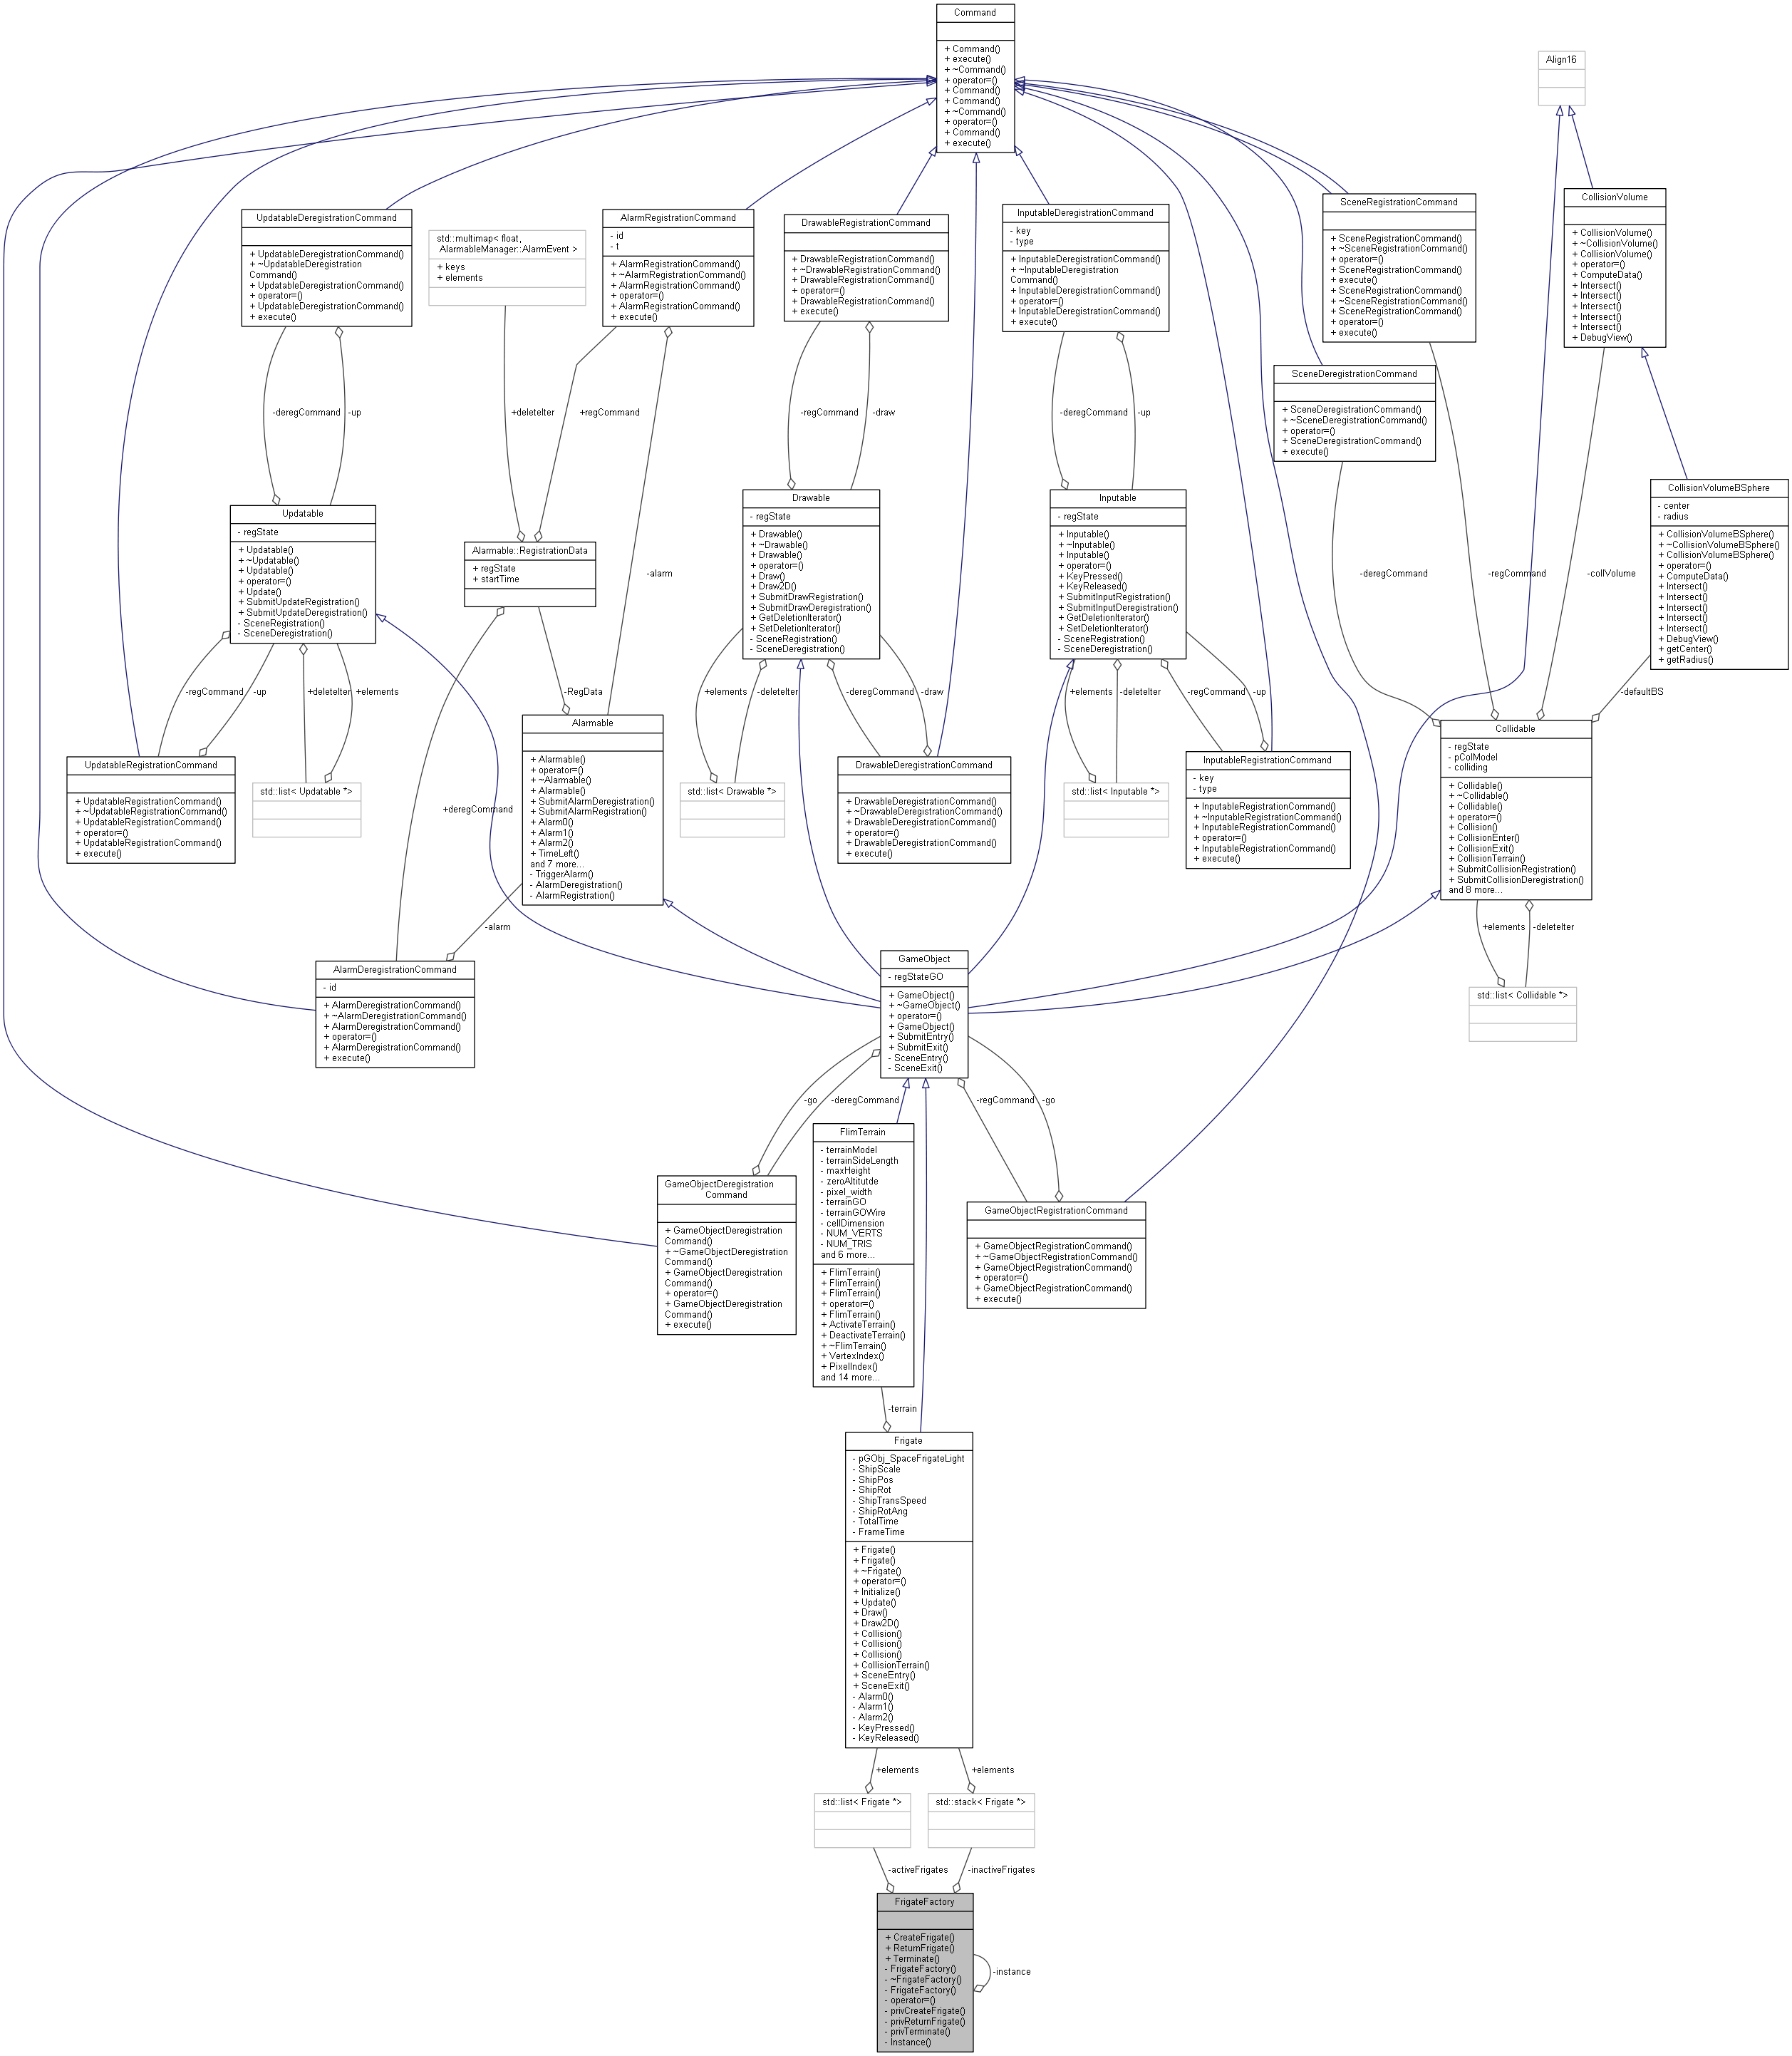 Command
+ Command()
+ execute()
+ ~Command()
+ operator=()
+ Command()
+ Command()
+ ~Command()
+ operator=()
+ Command()
+ execute()
Align16
UpdatableDeregistrationCommand
+ UpdatableDeregistrationCommand()
+ ~UpdatableDeregistration
Command()
+ UpdatableDeregistrationCommand()
+ operator=()
+ UpdatableDeregistrationCommand()
+ execute()
std::multimap< float,
AlarmableManager::AlarmEvent >
+ keys
+ elements
AlarmRegistrationCommand
- id
- t
+ AlarmRegistrationCommand()
+ ~AlarmRegistrationCommand()
+ AlarmRegistrationCommand()
+ operator=()
+ AlarmRegistrationCommand()
+ execute()
DrawableRegistrationCommand
+ DrawableRegistrationCommand()
+ ~DrawableRegistrationCommand()
+ DrawableRegistrationCommand()
+ operator=()
+ DrawableRegistrationCommand()
+ execute()
InputableDeregistrationCommand
- key
- type
+ InputableDeregistrationCommand()
+ ~InputableDeregistration
Command()
+ InputableDeregistrationCommand()
+ operator=()
+ InputableDeregistrationCommand()
+ execute()
SceneRegistrationCommand
+ SceneRegistrationCommand()
+ ~SceneRegistrationCommand()
+ operator=()
+ SceneRegistrationCommand()
+ execute()
+ SceneRegistrationCommand()
+ ~SceneRegistrationCommand()
+ SceneRegistrationCommand()
+ operator=()
+ execute()
CollisionVolume
+ CollisionVolume()
+ ~CollisionVolume()
+ CollisionVolume()
+ operator=()
+ ComputeData()
+ Intersect()
+ Intersect()
+ Intersect()
+ Intersect()
+ Intersect()
+ DebugView()
SceneDeregistrationCommand
+ SceneDeregistrationCommand()
+ ~SceneDeregistrationCommand()
+ operator=()
+ SceneDeregistrationCommand()
+ execute()
-deregCommand
-up
+deleteIter
+regCommand
-regCommand
-draw
-deregCommand
-up
Updatable
- regState
+ Updatable()
+ ~Updatable()
+ Updatable()
+ operator=()
+ Update()
+ SubmitUpdateRegistration()
+ SubmitUpdateDeregistration()
- SceneRegistration()
- SceneDeregistration()
Alarmable::RegistrationData
+ regState
+ startTime
-alarm
Drawable
- regState
+ Drawable()
+ ~Drawable()
+ Drawable()
+ operator=()
+ Draw()
+ Draw2D()
+ SubmitDrawRegistration()
+ SubmitDrawDeregistration()
+ GetDeletionIterator()
+ SetDeletionIterator()
- SceneRegistration()
- SceneDeregistration()
Inputable
- regState
+ Inputable()
+ ~Inputable()
+ Inputable()
+ operator=()
+ KeyPressed()
+ KeyReleased()
+ SubmitInputRegistration()
+ SubmitInputDeregistration()
+ GetDeletionIterator()
+ SetDeletionIterator()
- SceneRegistration()
- SceneDeregistration()
-deregCommand
-regCommand
-collVolume
CollisionVolumeBSphere
- center
- radius
+ CollisionVolumeBSphere()
+ ~CollisionVolumeBSphere()
+ CollisionVolumeBSphere()
+ operator=()
+ ComputeData()
+ Intersect()
+ Intersect()
+ Intersect()
+ Intersect()
+ Intersect()
+ DebugView()
+ getCenter()
+ getRadius()
-regCommand
-up
+deleteIter
+elements
-RegData
+elements
-deleteIter
-deregCommand
-draw
+elements
-deleteIter
-regCommand
-up
-defaultBS
UpdatableRegistrationCommand
+ UpdatableRegistrationCommand()
+ ~UpdatableRegistrationCommand()
+ UpdatableRegistrationCommand()
+ operator=()
+ UpdatableRegistrationCommand()
+ execute()
std::list< Updatable *>
+deregCommand
Alarmable
+ Alarmable()
+ operator=()
+ ~Alarmable()
+ Alarmable()
+ SubmitAlarmDeregistration()
+ SubmitAlarmRegistration()
+ Alarm0()
+ Alarm1()
+ Alarm2()
+ TimeLeft()
and 7 more...
- TriggerAlarm()
- AlarmDeregistration()
- AlarmRegistration()
std::list< Drawable *>
DrawableDeregistrationCommand
+ DrawableDeregistrationCommand()
+ ~DrawableDeregistrationCommand()
+ DrawableDeregistrationCommand()
+ operator=()
+ DrawableDeregistrationCommand()
+ execute()
std::list< Inputable *>
InputableRegistrationCommand
- key
- type
+ InputableRegistrationCommand()
+ ~InputableRegistrationCommand()
+ InputableRegistrationCommand()
+ operator=()
+ InputableRegistrationCommand()
+ execute()
Collidable
- regState
- pColModel
- colliding
+ Collidable()
+ ~Collidable()
+ Collidable()
+ operator=()
+ Collision()
+ CollisionEnter()
+ CollisionExit()
+ CollisionTerrain()
+ SubmitCollisionRegistration()
+ SubmitCollisionDeregistration()
and 8 more...
-alarm
+elements
-deleteIter
AlarmDeregistrationCommand
- id
+ AlarmDeregistrationCommand()
+ ~AlarmDeregistrationCommand()
+ AlarmDeregistrationCommand()
+ operator=()
+ AlarmDeregistrationCommand()
+ execute()
GameObject
- regStateGO
+ GameObject()
+ ~GameObject()
+ operator=()
+ GameObject()
+ SubmitEntry()
+ SubmitExit()
- SceneEntry()
- SceneExit()
std::list< Collidable *>
-go
-deregCommand
-regCommand
-go
GameObjectDeregistration
Command
+ GameObjectDeregistration
Command()
+ ~GameObjectDeregistration
Command()
+ GameObjectDeregistration
Command()
+ operator=()
+ GameObjectDeregistration
Command()
+ execute()
FlimTerrain
- terrainModel
- terrainSideLength
- maxHeight
- zeroAltitutde
- pixel_width
- terrainGO
- terrainGOWire
- cellDimension
- NUM_VERTS
- NUM_TRIS
and 6 more...
+ FlimTerrain()
+ FlimTerrain()
+ FlimTerrain()
+ operator=()
+ FlimTerrain()
+ ActivateTerrain()
+ DeactivateTerrain()
+ ~FlimTerrain()
+ VertexIndex()
+ PixelIndex()
and 14 more...
GameObjectRegistrationCommand
+ GameObjectRegistrationCommand()
+ ~GameObjectRegistrationCommand()
+ GameObjectRegistrationCommand()
+ operator=()
+ GameObjectRegistrationCommand()
+ execute()
-terrain
Frigate
- pGObj_SpaceFrigateLight
- ShipScale
- ShipPos
- ShipRot
- ShipTransSpeed
- ShipRotAng
- TotalTime
- FrameTime
+ Frigate()
+ Frigate()
+ ~Frigate()
+ operator=()
+ Initialize()
+ Update()
+ Draw()
+ Draw2D()
+ Collision()
+ Collision()
+ Collision()
+ CollisionTerrain()
+ SceneEntry()
+ SceneExit()
- Alarm0()
- Alarm1()
- Alarm2()
- KeyPressed()
- KeyReleased()
+elements
+elements
std::list< Frigate *>
std::stack< Frigate *>
-activeFrigates
-inactiveFrigates
FrigateFactory
+ CreateFrigate()
+ ReturnFrigate()
+ Terminate()
- FrigateFactory()
- ~FrigateFactory()
- FrigateFactory()
- operator=()
- privCreateFrigate()
- privReturnFrigate()
- privTerminate()
- Instance()
-instance